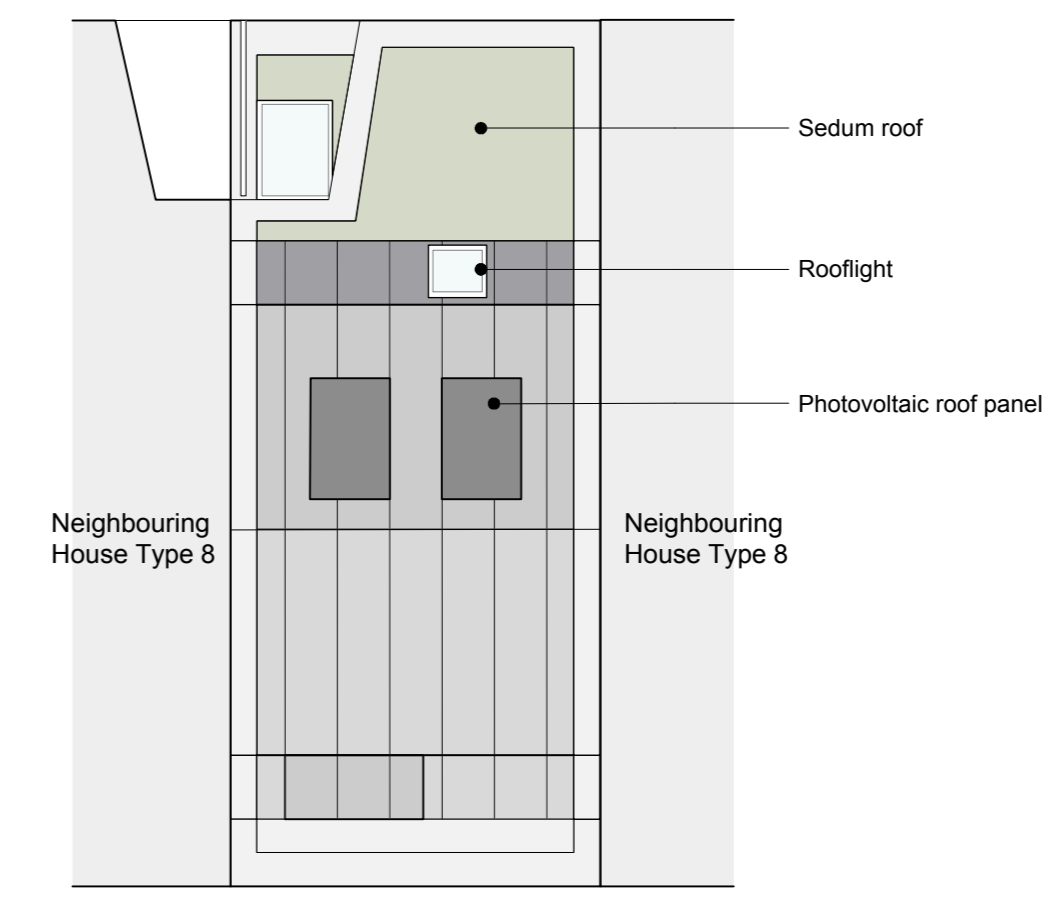 Sedum roof
Rooflight
Photovoltaic roof panel
Neighbouring
House Type 8
Neighbouring
House Type 8